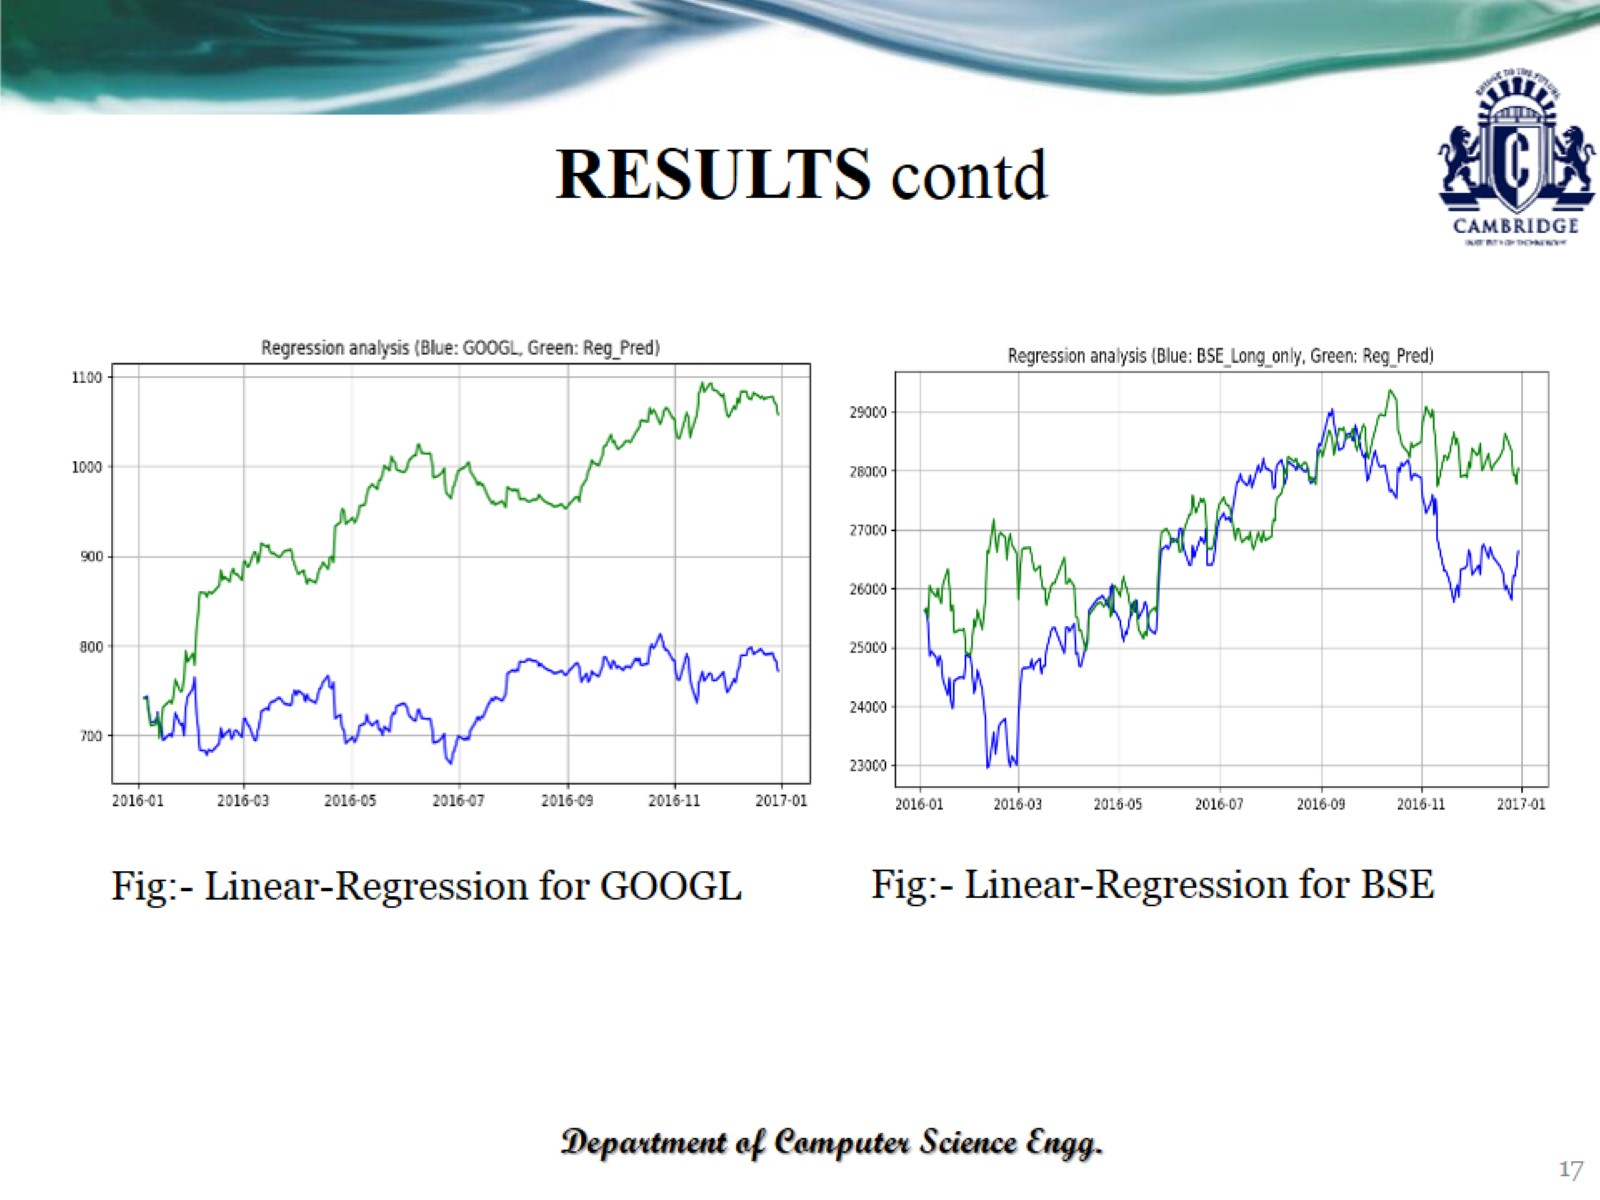 RESULTS contd
CAMBRIDGE
Regression analysis (Blue: GOOGL, Green: Reg_Pred)
1100
1000
900
800
700
2016-01 2016-03 2016-05 2016-07 2016-09 2016-11 2017-01
Fig:- Linear-Regression for GOOGL
Regression analysis (Blue: BSE_Long_only, Green: Reg_Pred)
29000
28000
27000
26000
25000
24000
23000
2016-01 2016-03 2016-05 2016-07 2016-09 2016-11 2017-01
Fig:- Linear-Regression for BSE
Department of Computer Science Engg.
17